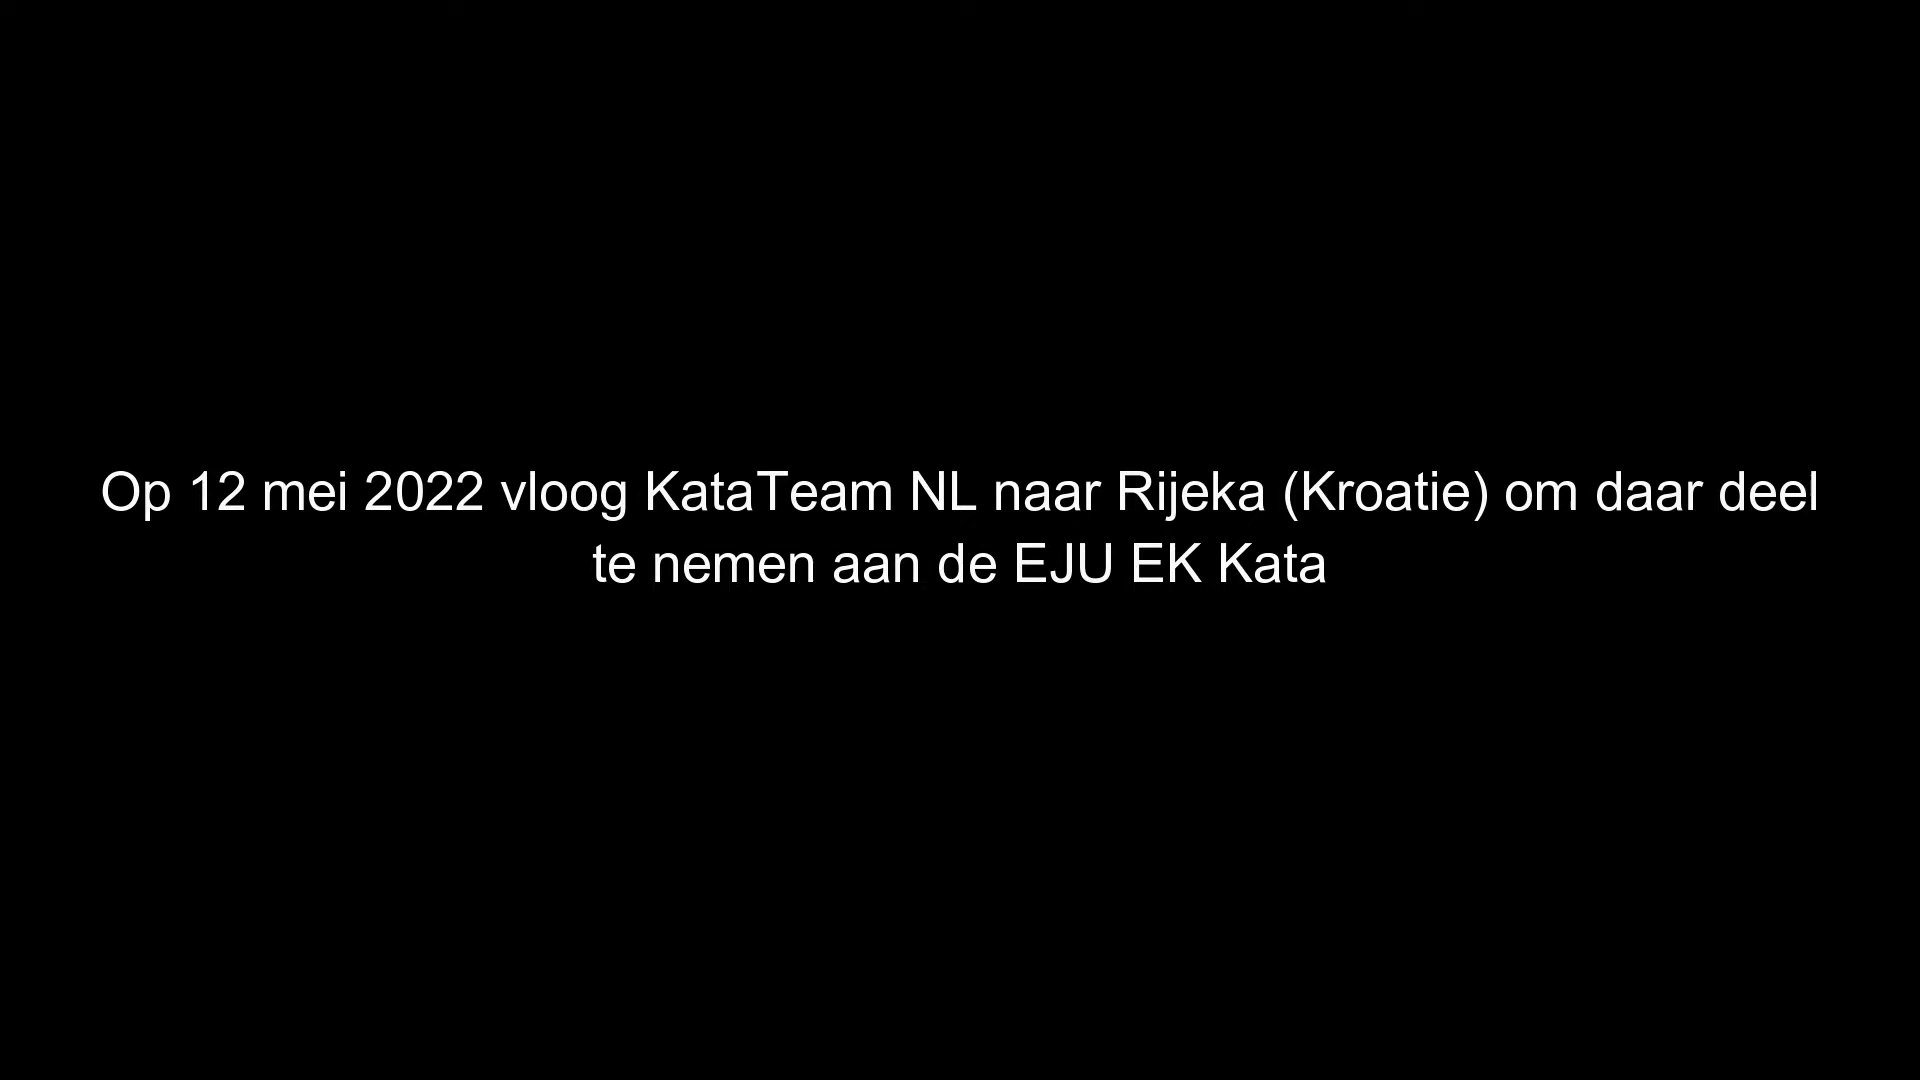 Op 12 mei 2022 vloog KataTeam NL naar Rijeka (Kroatie) om daar deel
te nemen aan de EJU EK Kata